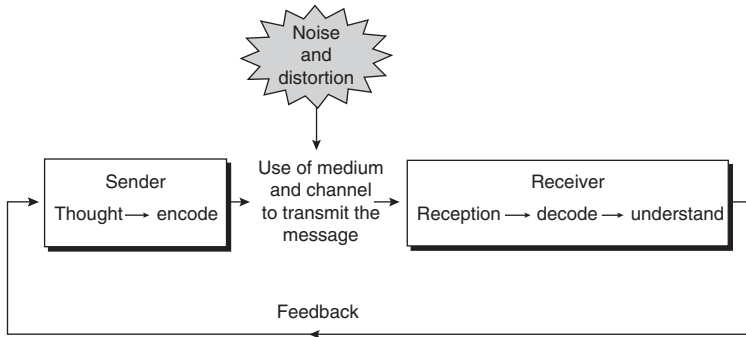 Noise
and
distortion
Sender
Thought encode
Use of medium
and channel
to transmit the
message
Receiver
Reception decode understand
Feedback